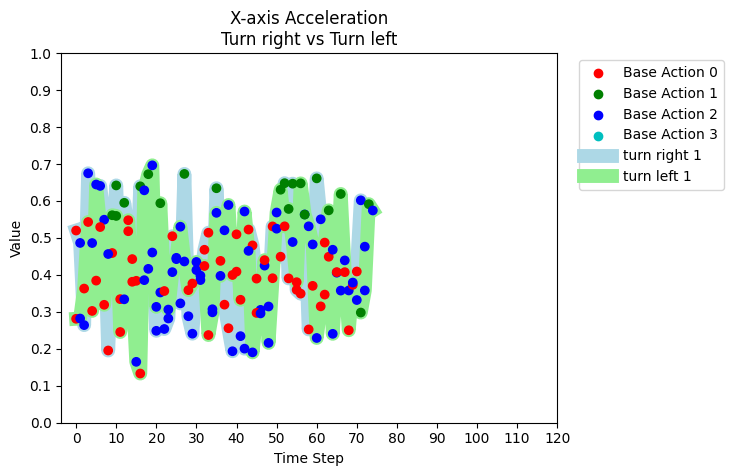 X-axis Acceleration
Turn right vs Turn left
Value
1.0
0.9
0.8
0.7
0.6
0.5
0.4
0.3
0.2
0.1
0.0
0 10 20 30 40 50 60 70 80 90 100 110 120
Time Step
Base Action 0
Base Action 1
Base Action 2
Base Action 3
turn right 1
turn left 1